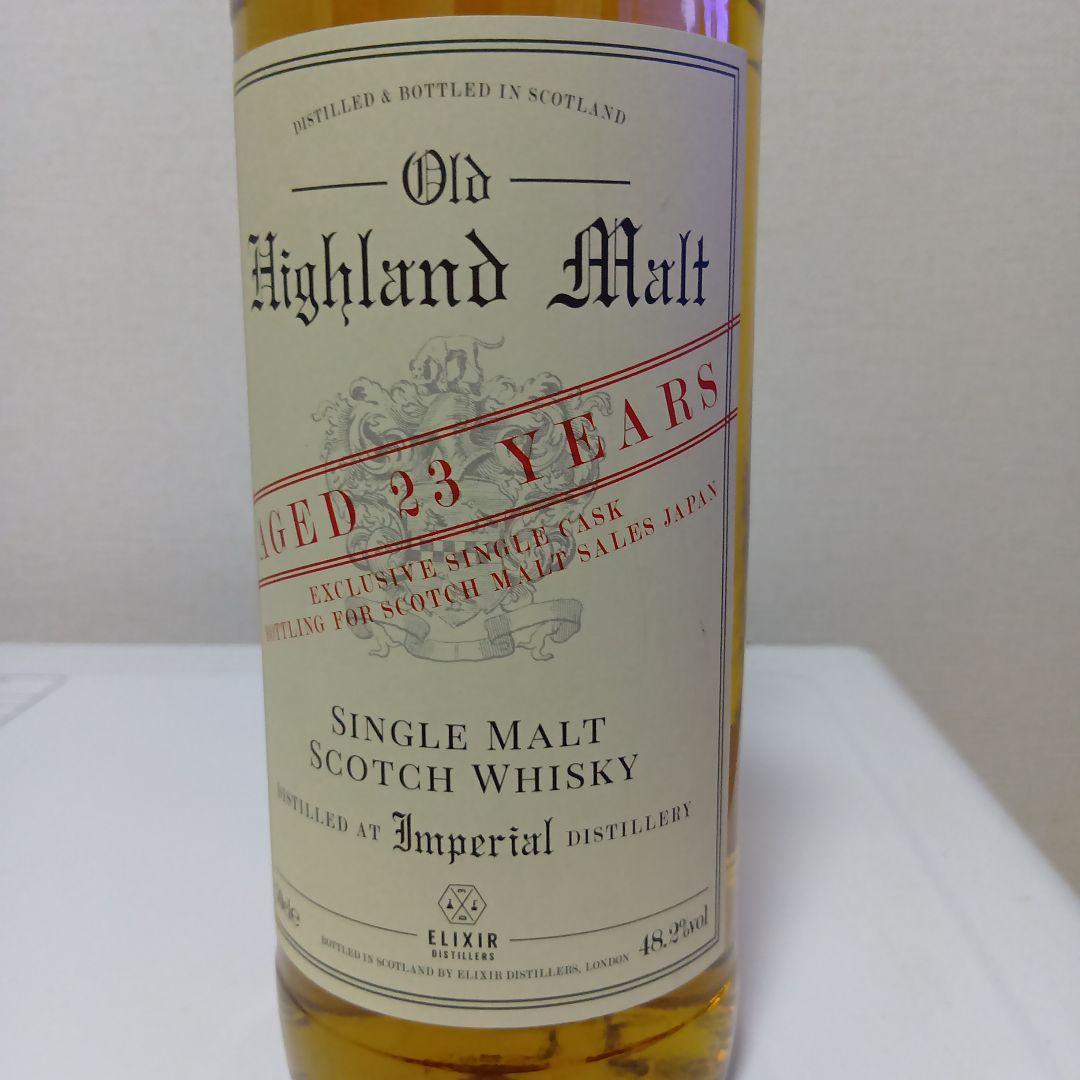 DISTILLED & BOTTLED IN SCOTLAND
Old
Highland Malt
AGED 23 YEARS
EXCLUSIVE SINGLE CASK
BOTTLING FOR SCOTCH MALT SALES JAPAN
SINGLE MALT
SCOTCH WHISKY
DISTILLED AT Imperial DISTILLERY
ELIXIR
DISTILLERS
48.2%vol
BOTTLED IN SCOTLAND BY ELIXIR DISTILLERS, LONDON